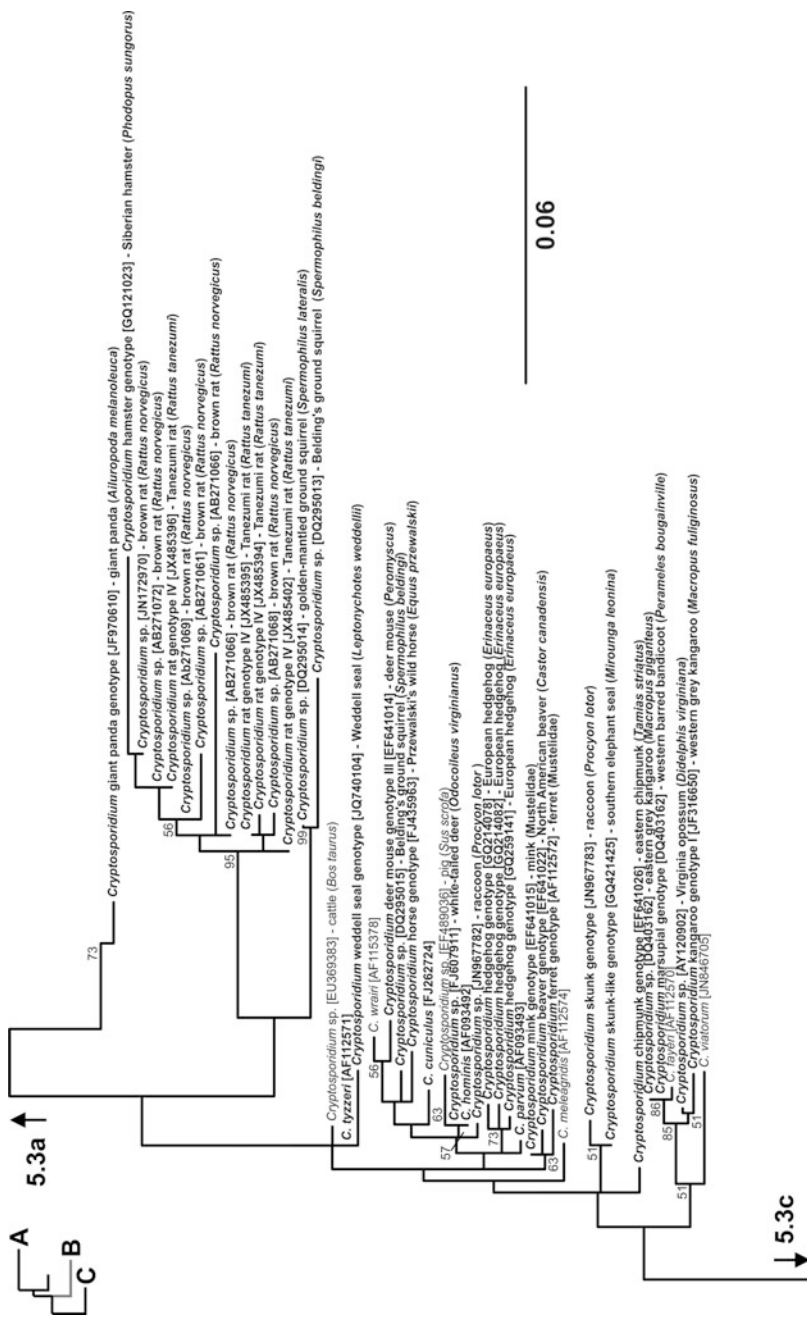 5.3a
A
B
C
73
Cryptosporidium giant panda genotype [JF970610] - giant panda (Ailuropoda melanoleuca)
Cryptosporidium hamster genotype [GQ121023] - Siberian hamster (Phodopus sungorus)
Cryptosporidium sp. [JN172970] - brown rat (Rattus norvegicus)
Cryptosporidium sp. [AB271072] - brown rat (Rattus norvegicus)
Cryptosporidium rat genotype IV [JX485396] - Tanezumi rat (Rattus tanezumi)
56
Cryptosporidium sp. [Ab271069] - brown rat (Rattus norvegicus)
Cryptosporidium sp. [AB271061] - brown rat (Rattus norvegicus)
Cryptosporidium sp. [AB271066] - brown rat (Rattus norvegicus)
95
Cryptosporidium sp. [AB271066] - brown rat (Rattus norvegicus)
Cryptosporidium rat genotype IV [JX485395] - Tanezumi rat (Rattus tanezumi)
Cryptosporidium rat genotype IV [JX485394] - Tanezumi rat (Rattus tanezumi)
Cryptosporidium sp. [AB271068] - brown rat (Rattus norvegicus)
Cryptosporidium rat genotype IV [JX485402] - Tanezumi rat (Rattus tanezumi)
99
Cryptosporidium sp. [DQ295014] - golden-mantled ground squirrel (Spermophilus lateralis)
Cryptosporidium sp. [DQ295013] - Belding's ground squirrel (Spermophilus beldingi)
Cryptosporidium sp. [EU369383] - cattle (Bos taurus)
C. tyzzeri [AF112571]
Cryptosporidium weddell seal genotype [JQ740104] - Weddell seal (Leptonychotes weddellii)
56
C. wrairi [AF115378]
Cryptosporidium deer mouse genotype III [EF641014] - deer mouse (Peromyscus)
Cryptosporidium sp. [DQ295015] - Belding's ground squirrel (Spermophilus beldingi)
Cryptosporidium horse genotype [FJ435963] - Przewalski's wild horse (Equus przewalskii)
C. cuniculus [FJ262724]
63
Cryptosporidium sp. [EF489036] - pig (Sus scrofa)
Cryptosporidium sp. [FJ607911] - white-tailed deer (Odocoileus virginianus)
57
C. hominis [AF093492]
Cryptosporidium sp. [JN967782] - raccoon (Procyon lotor )
Cryptosporidium hedgehog genotype [GQ214078] - European hedgehog (Erinaceus europaeus)
73
Cryptosporidium hedgehog genotype [GQ214082] - European hedgehog (Erinaceus europaeus)
Cryptosporidium hedgehog genotype [GQ259141] - European hedgehog (Erinaceus europaeus)
C. parvum [AF093493]
Cryptosporidium mink genotype [EF641015] - mink (Mustelidae)
Cryptosporidium beaver genotype [EF641022] - North American beaver (Castor canadensis)
63
Cryptosporidium ferret genotype [AF112572] - ferret (Mustelidae)
C. meleagridis [AF112574]
51
Cryptosporidium skunk genotype [JN967783] - raccoon (Procyon lotor)
Cryptosporidium skunk-like genotype [GQ421425] - southern elephant seal (Mirounga leonina)
Cryptosporidium chipmunk genotype [EF641026] - eastern chipmunk (Tamias striatus)
86
Cryptosporidium sp. [DQ403162] - eastern grey kangaroo (Macropus giganteus)
85
Cryptosporidium marsupial genotype [DQ403162] - western barred bandicoot (Perameles bougainville)
C. fayeri [AF112570]
51
Cryptosporidium sp. [AY120902] - Virginia opossum (Didelphis virginiana)
51
Cryptosporidium kangaroo genotype I [JF316650] - western grey kangaroo (Macropus fuliginosus)
C. viatorum [JN846705]
5.3c
0.06